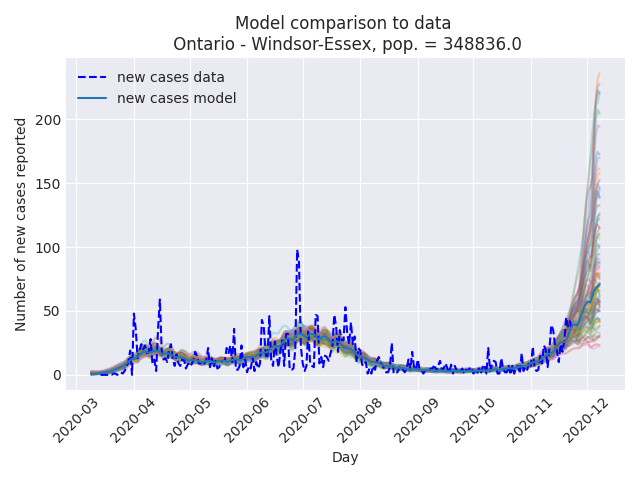 Model comparison to data
Ontario - Windsor-Essex, pop. = 348836.0
new cases data
new cases model
Number of new cases reported
200
150
100
50
0
2020-03
2020-04
2020-05
2020-06
2020-07
2020-08
2020-09
2020-10
2020-11
2020-12
Day